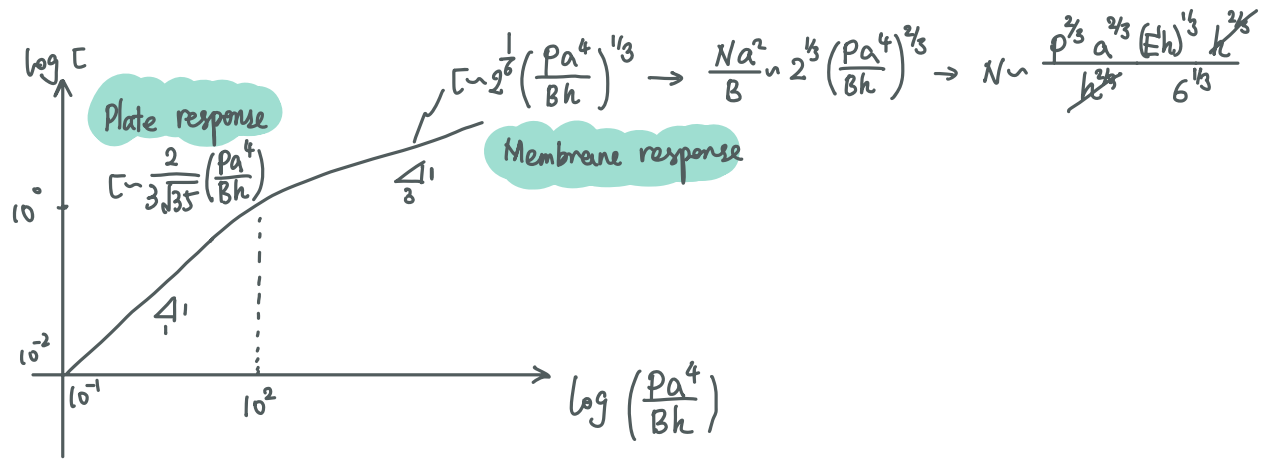 log [
Plate response
[ ~ 2/(3√35) (Pa⁴/Bh)
[ ~ 2^(1/6) (Pa⁴/Bh)^(1/3) → Na²/B ~ 2^(1/3) (Pa⁴/Bh)^(2/3) → N ~ P^(2/3) a^(2/3) (E'h)^(1/3) h^(2/3) / h^(2/3) 6^(1/3)
Membrane response
3 1
10⁰
1 1
10⁻²
10⁻¹
10²
log (Pa⁴/Bh)